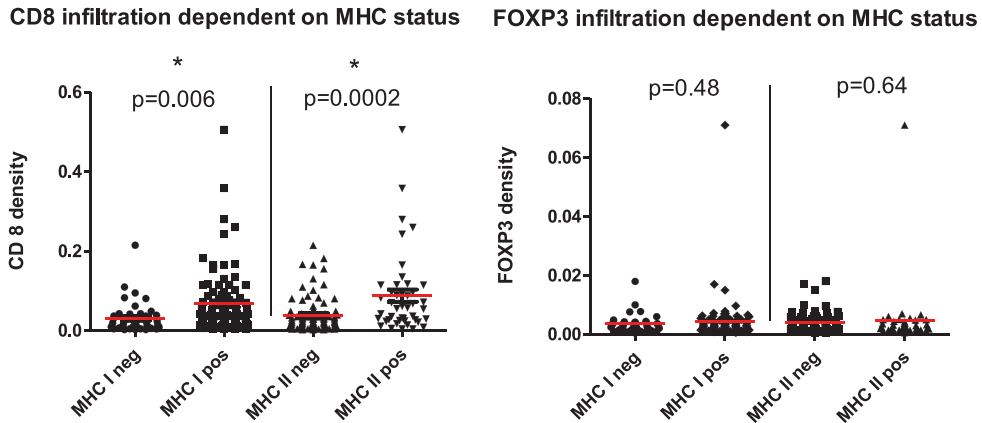 CD8 infiltration dependent on MHC status
*
*
p=0.006
p=0.0002
0.6
0.4
0.2
0.0
CD 8 density
MHC I neg
MHC I pos
MHC II neg
MHC II pos
FOXP3 infiltration dependent on MHC status
p=0.48
p=0.64
0.08
0.06
0.04
0.02
0.00
FOXP3 density
MHC I neg
MHC I pos
MHC II neg
MHC II pos